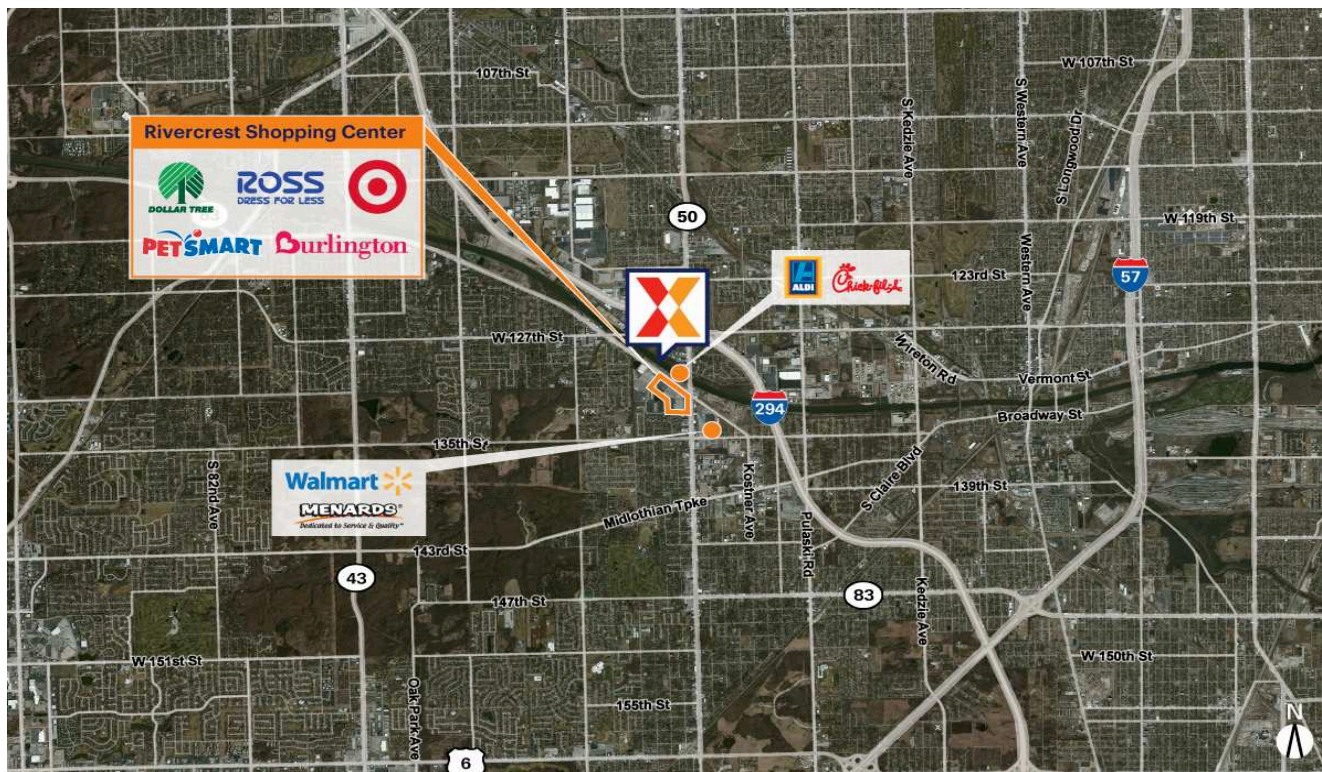 107th St
W 107th St
Rivercrest Shopping Center
DOLLAR TREE
ROSS
DRESS FOR LESS
PETSMART
Burlington
S Kedzie Ave
S Western Ave
S Longwood Dr
50
W 119th St
ALDI
Chick-fil-A
123rd St
57
Western Ave
W 127th St
Wireton Rd
Vermont St
294
Broadway St
135th St
S 82nd Ave
Walmart
MENARDS®
Dedicated to Service & Quality™
Kostner Ave
S Claire Blvd
139th St
Midlothian Tpke
Pulaski Rd
143rd St
43
147th St
83
Kedzie Ave
W 151st St
W 150th St
Oak Park Ave
155th St
N
6